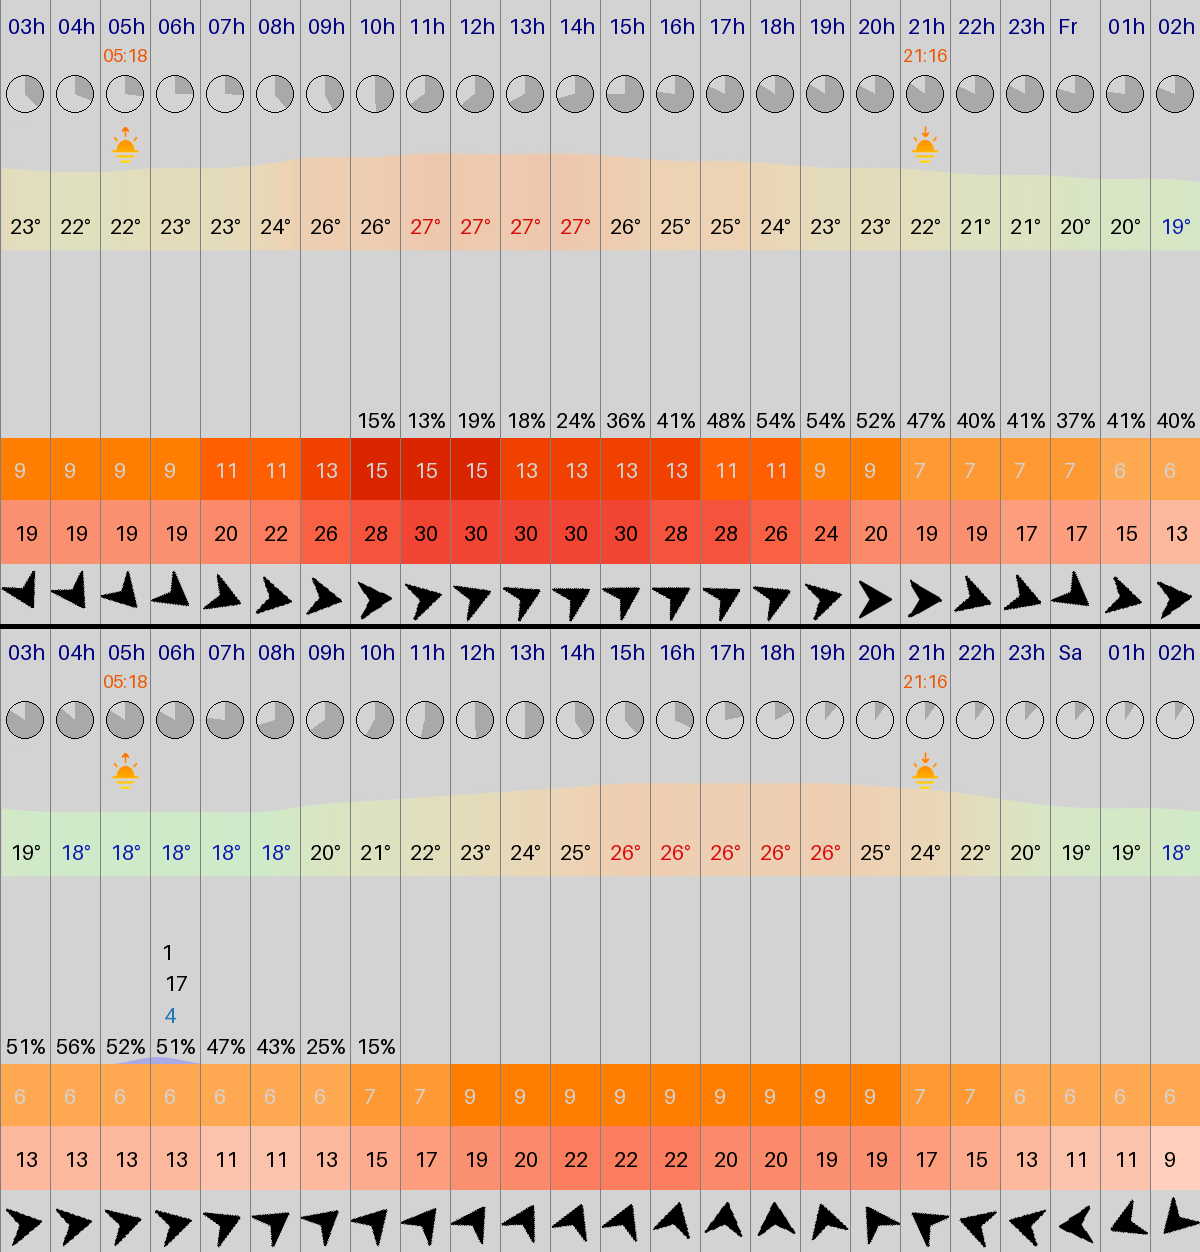 03h 04h 05h 06h 07h 08h 09h 10h 11h 12h 13h 14h 15h 16h 17h 18h 19h 20h 21h 22h 23h Fr 01h 02h
05:18 21:16
23° 22° 22° 23° 23° 24° 26° 26° 27° 27° 27° 27° 26° 25° 25° 24° 23° 23° 22° 21° 21° 20° 20° 19°
15% 13% 19% 18% 24% 36% 41% 48% 54% 54% 52% 47% 40% 41% 37% 41% 40%
9 9 9 9 11 11 13 15 15 15 13 13 13 13 11 11 9 9 7 7 7 7 6 6
19 19 19 19 20 22 26 28 30 30 30 30 30 28 28 26 24 20 19 19 17 17 15 13
03h 04h 05h 06h 07h 08h 09h 10h 11h 12h 13h 14h 15h 16h 17h 18h 19h 20h 21h 22h 23h Sa 01h 02h
05:18 21:16
19° 18° 18° 18° 18° 18° 20° 21° 22° 23° 24° 25° 26° 26° 26° 26° 26° 25° 24° 22° 20° 19° 19° 18°
1
17
4
51% 56% 52% 51% 47% 43% 25% 15%
6 6 6 6 6 6 6 7 7 9 9 9 9 9 9 9 9 9 7 7 6 6 6 6
13 13 13 13 11 11 13 15 17 19 20 22 22 22 20 20 19 19 17 15 13 11 11 9